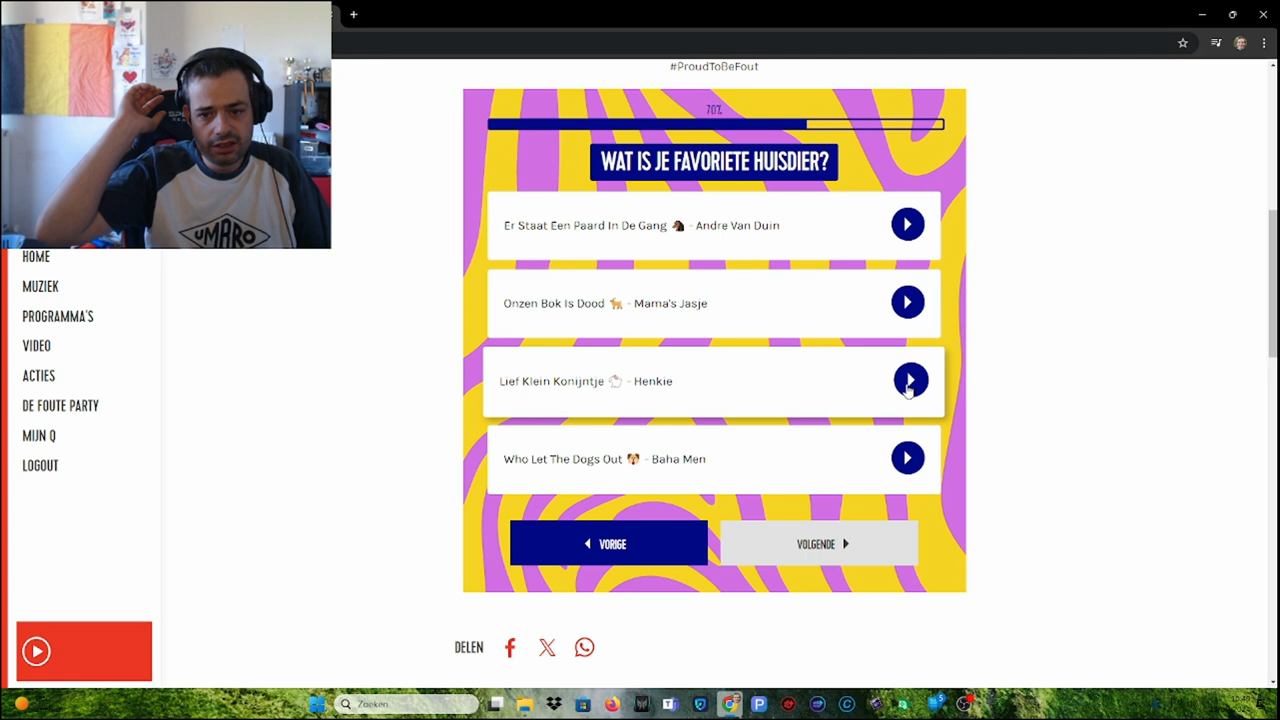 #ProudToBeFout
70%
WAT IS JE FAVORIETE HUISDIER?
Er Staat Een Paard In De Gang 🐴 - Andre Van Duin
Onzen Bok Is Dood 🐐 - Mama's Jasje
Lief Klein Konijntje 🐇 - Henkie
Who Let The Dogs Out 🐶 - Baha Men
VORIGE
VOLGENDE
DELEN
HOME
MUZIEK
PROGRAMMA'S
VIDEO
ACTIES
DE FOUTE PARTY
MIJN Q
LOGOUT
UMBRO
Zoeken